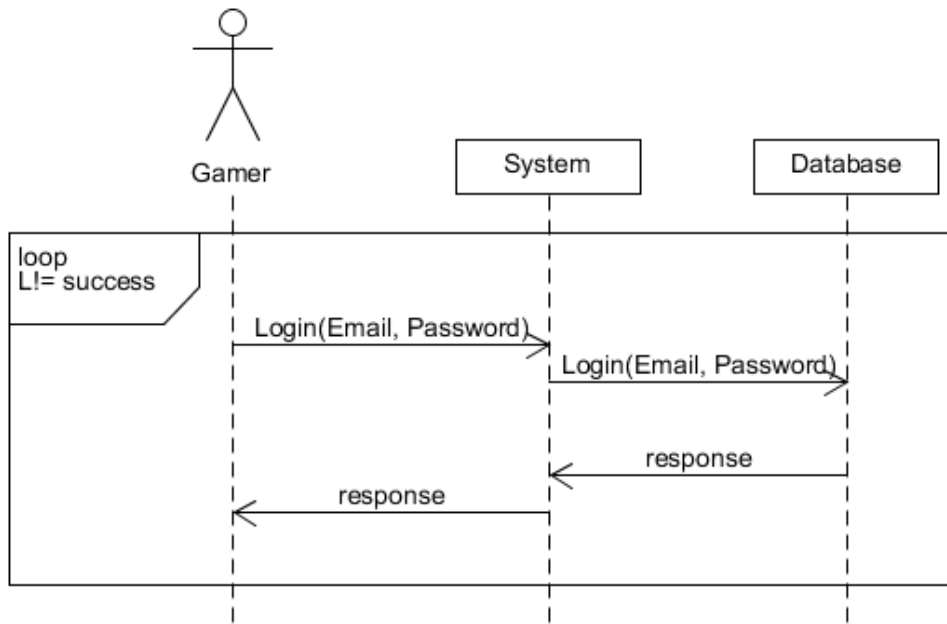 Gamer
System
Database
loop
L!= success
Login(Email, Password)
Login(Email, Password)
response
response